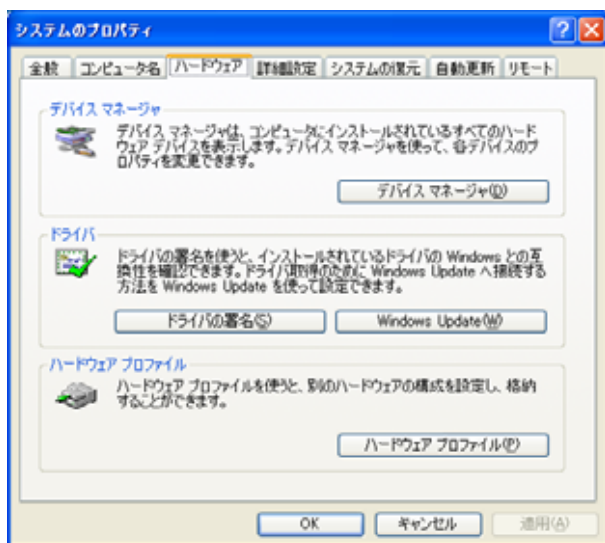 システムのプロパティ
全般 コンピュータ名 ハードウェア 詳細設定 システムの復元 自動更新 リモート
デバイス マネージャ
デバイス マネージャは、コンピュータにインストールされているすべてのハード
ウェア デバイスを表示します。デバイス マネージャを使って、各デバイスのプ
ロパティを変更できます。
デバイス マネージャ(D)
ドライバ
ドライバの署名を使うと、インストールされているドライバの Windows との互
換性を確認できます。ドライバ取得のために Windows Update へ接続する
方法を Windows Update を使って設定できます。
ドライバの署名(S) Windows Update(W)
ハードウェア プロファイル
ハードウェア プロファイルを使うと、別のハードウェアの構成を設定し、格納
することができます。
ハードウェア プロファイル(P)
OK キャンセル 適用(A)